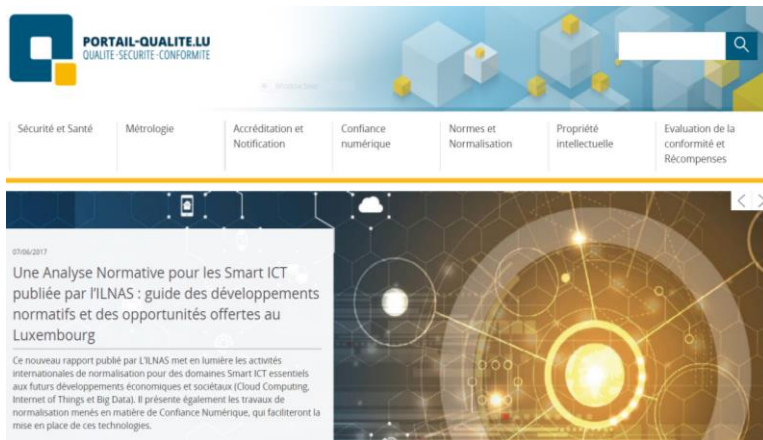 PORTAIL-QUALITE.LU
QUALITE·SECURITE·CONFORMITE
Sécurité et Santé
Métrologie
Accréditation et
Notification
Confiance
numérique
Normes et
Normalisation
Propriété
intellectuelle
Evaluation de la
conformité et
Récompenses
07/06/2017
Une Analyse Normative pour les Smart ICT
publiée par l'ILNAS : guide des développements
normatifs et des opportunités offertes au
Luxembourg
Ce nouveau rapport publié par L'ILNAS met en lumière les activités
internationales de normalisation pour des domaines Smart ICT essentiels
aux futurs développements économiques et sociétaux (Cloud Computing,
Internet of Things et Big Data). Il présente également les travaux de
normalisation menés en matière de Confiance Numérique, qui faciliteront la
mise en place de ces technologies.